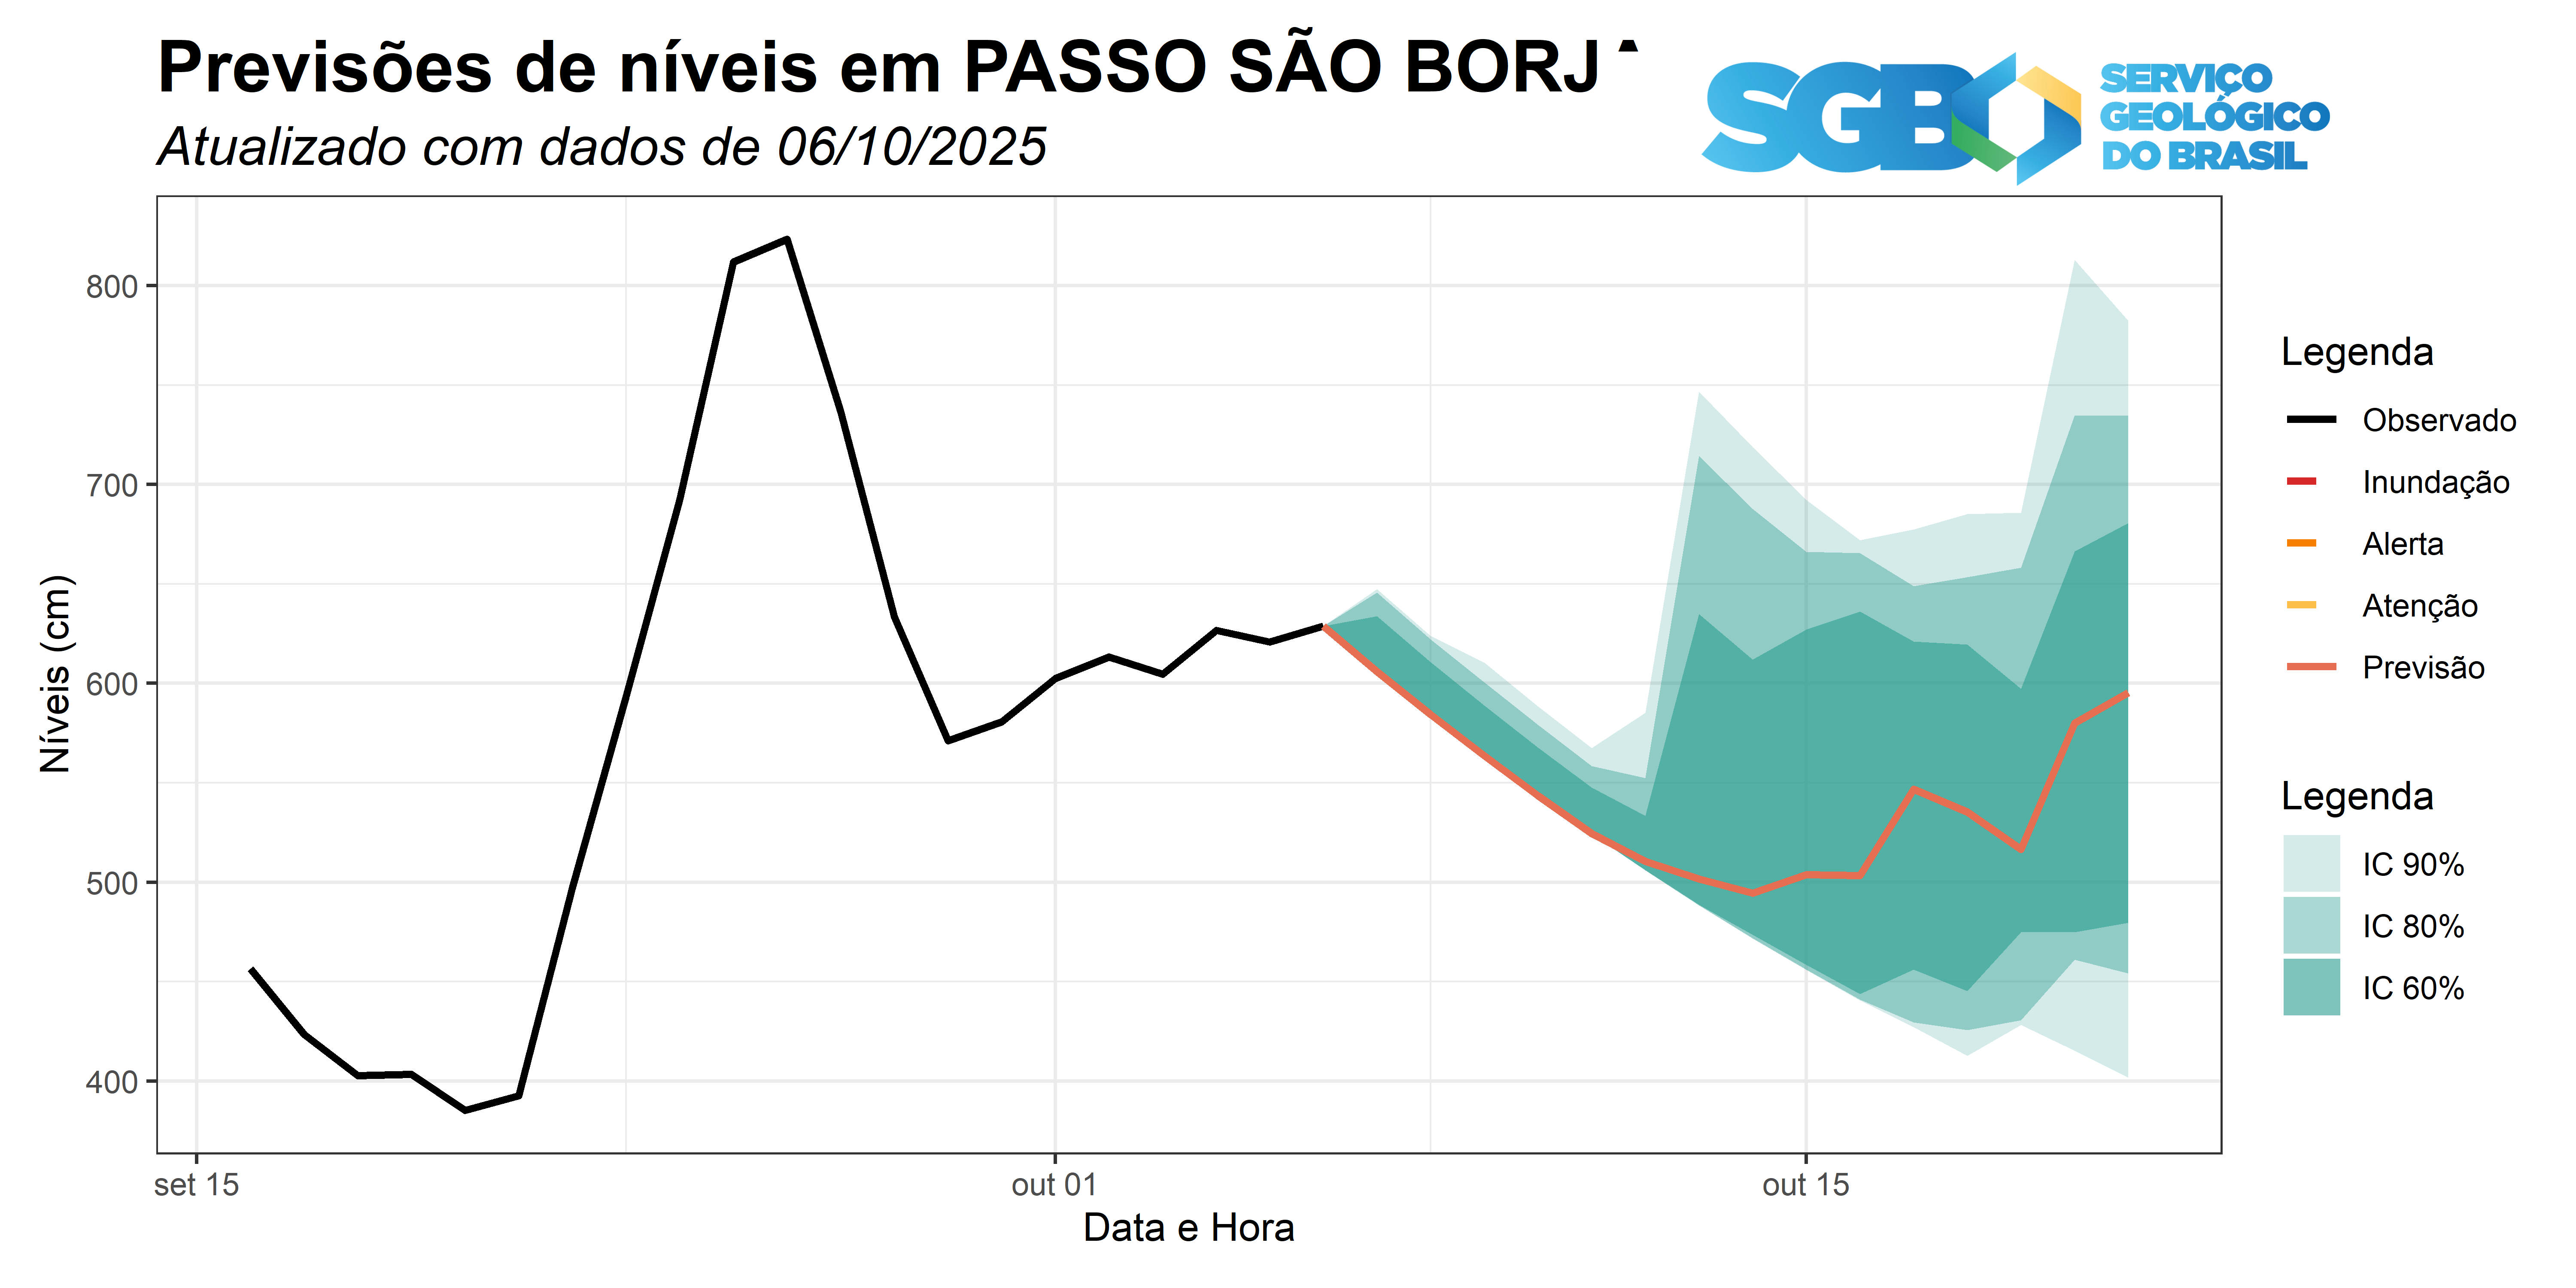 Previsões de níveis em PASSO SÃO BORJ
Atualizado com dados de 06/10/2025
SGB
SERVIÇO
GEOLÓGICO
DO BRASIL
Níveis (cm)
800
700
600
500
400
set 15
out 01
out 15
Data e Hora
Legenda
Observado
Inundação
Alerta
Atenção
Previsão
Legenda
IC 90%
IC 80%
IC 60%